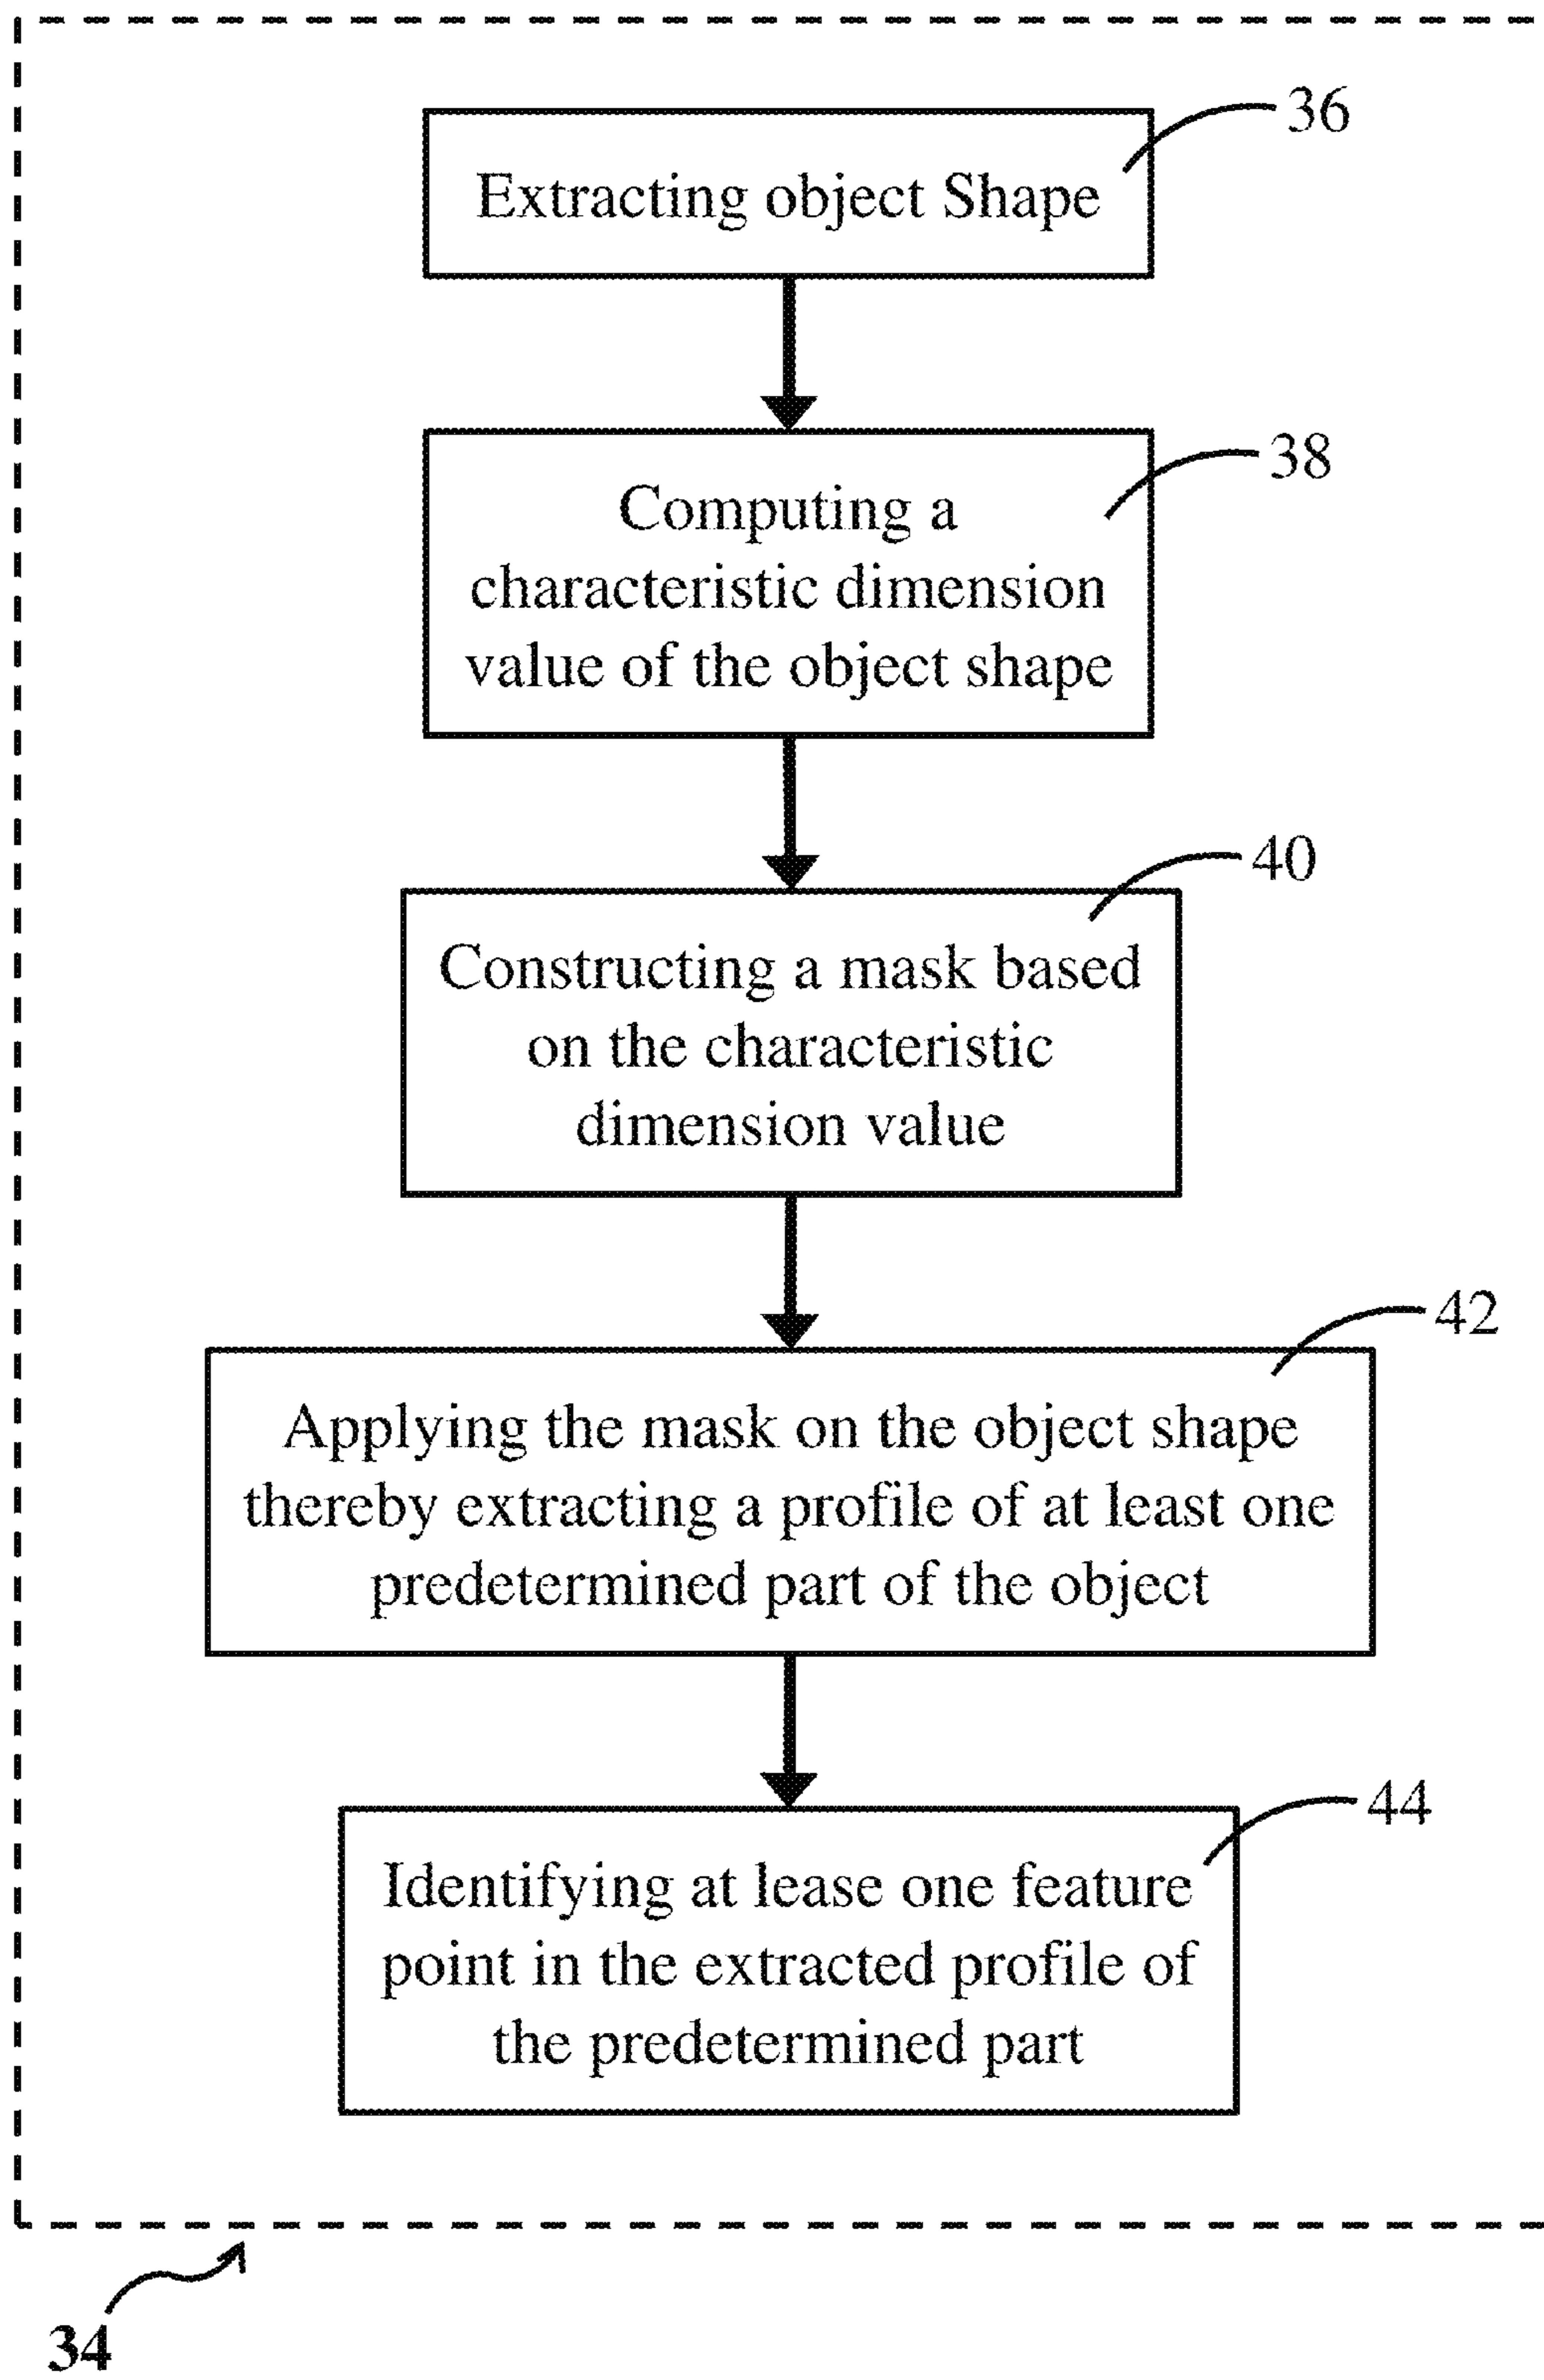 36
Extracting object Shape
38
Computing a
characteristic dimension
value of the object shape
40
Constructing a mask based
on the characteristic
dimension value
42
Applying the mask on the object shape
thereby extracting a profile of at least one
predetermined part of the object
44
Identifying at lease one feature
point in the extracted profile of
the predetermined part
34